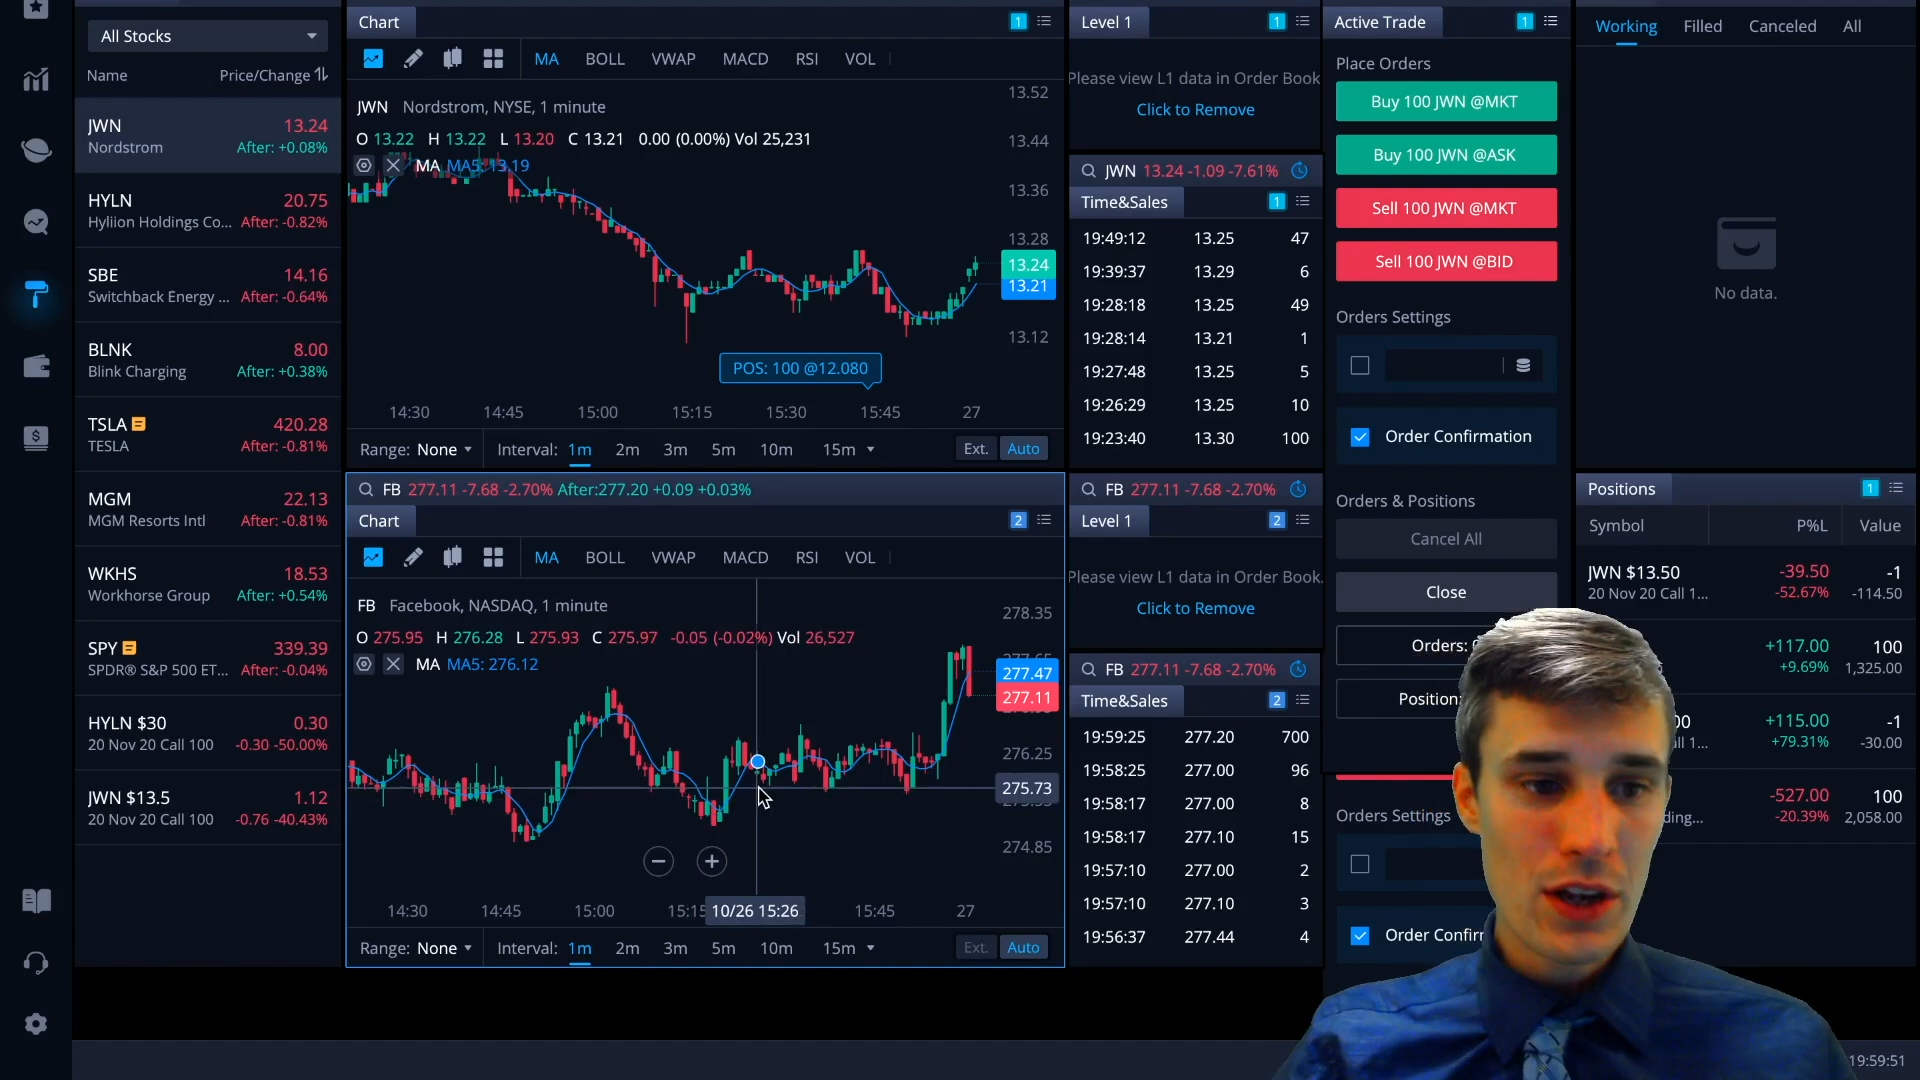 All Stocks
Name Price/Change
JWN 13.24
Nordstrom After: +0.08%
HYLN 20.75
Hyliion Holdings Co... After: -0.82%
SBE 14.16
Switchback Energy ... After: -0.64%
BLNK 8.00
Blink Charging After: +0.38%
TSLA 420.28
TESLA After: -0.81%
MGM 22.13
MGM Resorts Intl After: -0.81%
WKHS 18.53
Workhorse Group After: +0.54%
SPY 339.39
SPDR® S&P 500 ET... After: -0.04%
HYLN $30 0.30
20 Nov 20 Call 100 -0.30 -50.00%
JWN $13.5 1.12
20 Nov 20 Call 100 -0.76 -40.43%
Chart 1
MA BOLL VWAP MACD RSI VOL
JWN Nordstrom, NYSE, 1 minute
O 13.22 H 13.22 L 13.20 C 13.21 0.00 (0.00%) Vol 25,231
MA MA5: 13.19
13.52
13.44
13.36
13.28
13.24
13.21
13.12
POS: 100 @12.080
14:30 14:45 15:00 15:15 15:30 15:45 27
Range: None Interval: 1m 2m 3m 5m 10m 15m Ext. Auto
FB 277.11 -7.68 -2.70% After:277.20 +0.09 +0.03%
Chart 2
MA BOLL VWAP MACD RSI VOL
FB Facebook, NASDAQ, 1 minute
O 275.95 H 276.28 L 275.93 C 275.97 -0.05 (-0.02%) Vol 26,527
MA MA5: 276.12
278.35
277.47
277.11
276.25
275.73
274.85
14:30 14:45 15:00 15:15 10/26 15:26 15:45 27
Range: None Interval: 1m 2m 3m 5m 10m 15m Ext. Auto
Level 1 1
Please view L1 data in Order Book
Click to Remove
JWN 13.24 -1.09 -7.61%
Time&Sales 1
19:49:12 13.25 47
19:39:37 13.29 6
19:28:18 13.25 49
19:28:14 13.21 1
19:27:48 13.25 5
19:26:29 13.25 10
19:23:40 13.30 100
FB 277.11 -7.68 -2.70%
Level 1 2
Please view L1 data in Order Book.
Click to Remove
FB 277.11 -7.68 -2.70%
Time&Sales 2
19:59:25 277.20 700
19:58:25 277.00 96
19:58:17 277.00 8
19:58:17 277.10 15
19:57:10 277.00 2
19:57:10 277.10 3
19:56:37 277.44 4
Active Trade 1
Place Orders
Buy 100 JWN @MKT
Buy 100 JWN @ASK
Sell 100 JWN @MKT
Sell 100 JWN @BID
Orders Settings
Order Confirmation
Orders & Positions
Cancel All
Close
Orders:
Position
Orders Settings
Order Confir
Working Filled Canceled All
No data.
Positions 1
Symbol P%L Value
JWN $13.50 -39.50 -1
20 Nov 20 Call 1... -52.67% -114.50
+117.00 100
+9.69% 1,325.00
00 +115.00 -1
all 1... +79.31% -30.00
-527.00 100
ding... -20.39% 2,058.00
19:59:51